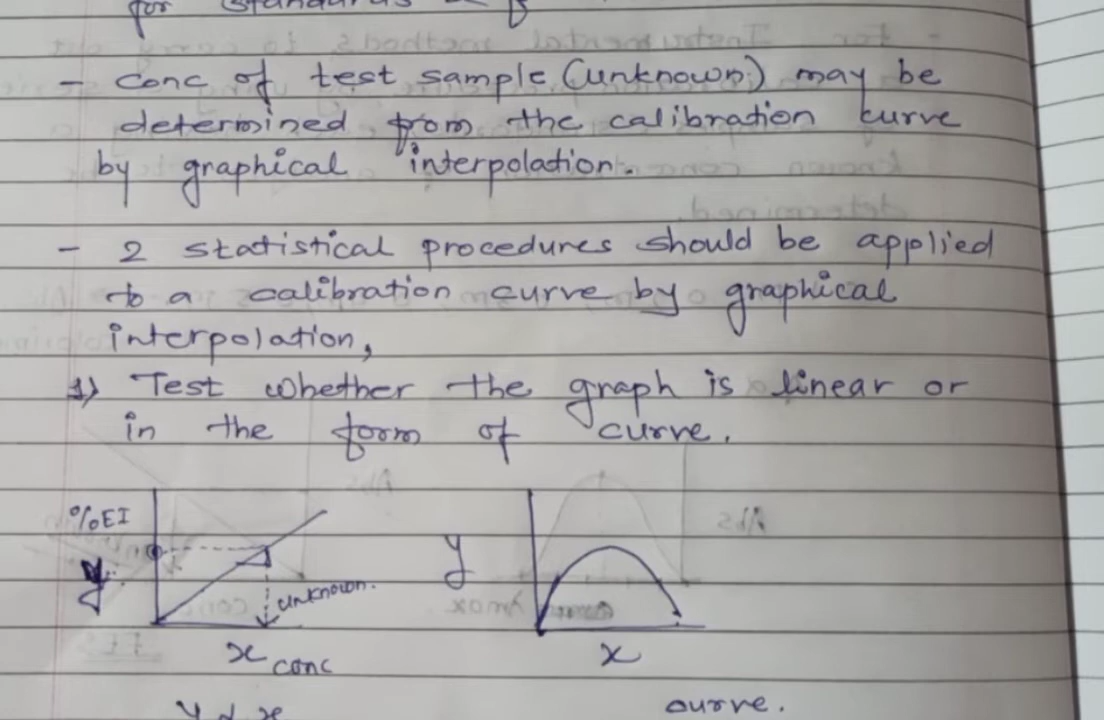 for
- conc of test sample (unknown) may be
determined from the calibration curve
by graphical interpolation.
- 2 statistical procedures should be applied
to a calibration curve by graphical
interpolation,
1) Test whether the graph is linear or
in the form of curve.
%EI
y
unknown.
x conc
y
x
y α x
curve.